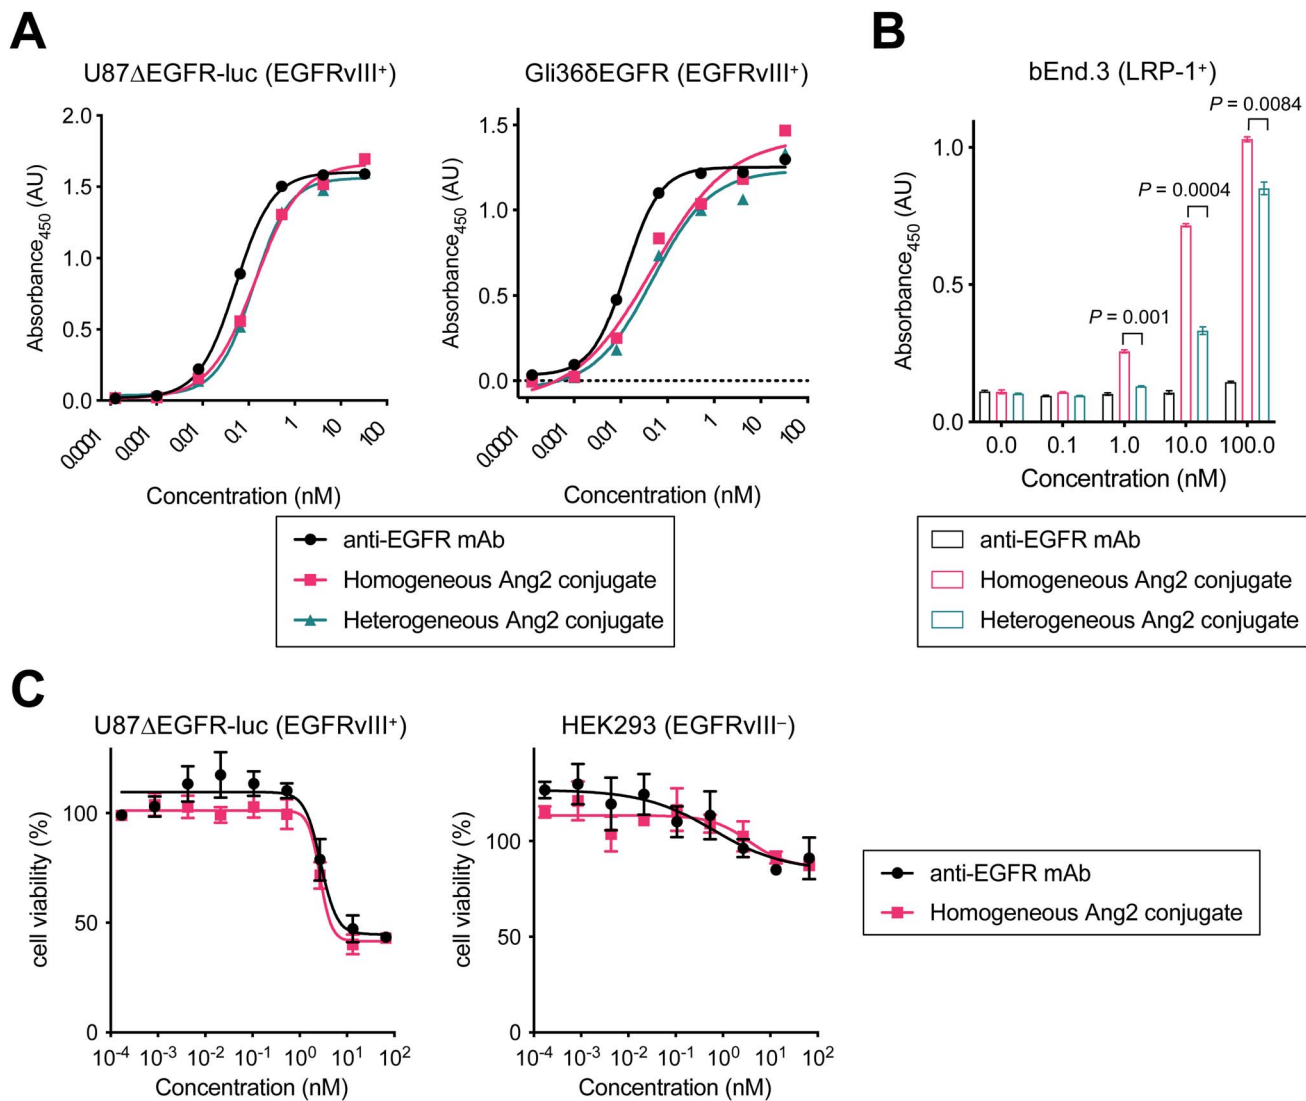 A
B
U87ΔEGFR-luc (EGFRvIII⁺)
Gli36δEGFR (EGFRvIII⁺)
bEnd.3 (LRP-1⁺)
Absorbance₄₅₀ (AU)
2.0
1.5
1.0
0.5
0.0
0.0001
0.0001
0.01
0.1
1
10
100
Concentration (nM)
Absorbance₄₅₀ (AU)
1.5
1.0
0.5
0.0
0.0001
0.0001
0.01
0.1
1
10
100
Concentration (nM)
anti-EGFR mAb
Homogeneous Ang2 conjugate
Heterogeneous Ang2 conjugate
Absorbance₄₅₀ (AU)
1.0
0.5
0.0
P = 0.001
P = 0.0004
P = 0.0084
0.0
0.1
1.0
10.0
100.0
Concentration (nM)
anti-EGFR mAb
Homogeneous Ang2 conjugate
Heterogeneous Ang2 conjugate
C
U87ΔEGFR-luc (EGFRvIII⁺)
HEK293 (EGFRvIII⁻)
cell viability (%)
100
50
0
10⁻⁴
10⁻³
10⁻²
10⁻¹
10⁰
10¹
10²
Concentration (nM)
cell viability (%)
100
50
0
10⁻⁴
10⁻³
10⁻²
10⁻¹
10⁰
10¹
10²
Concentration (nM)
anti-EGFR mAb
Homogeneous Ang2 conjugate